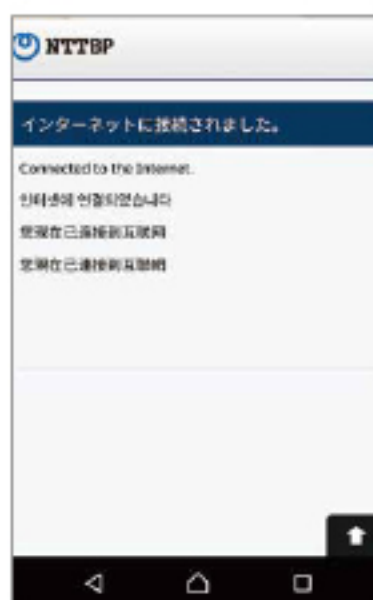 NTTBP
インターネットに接続されました。
Connected to the Internet.
인터넷에 연결되었습니다
您现在已连接到互联网
您現在已連接到互聯網